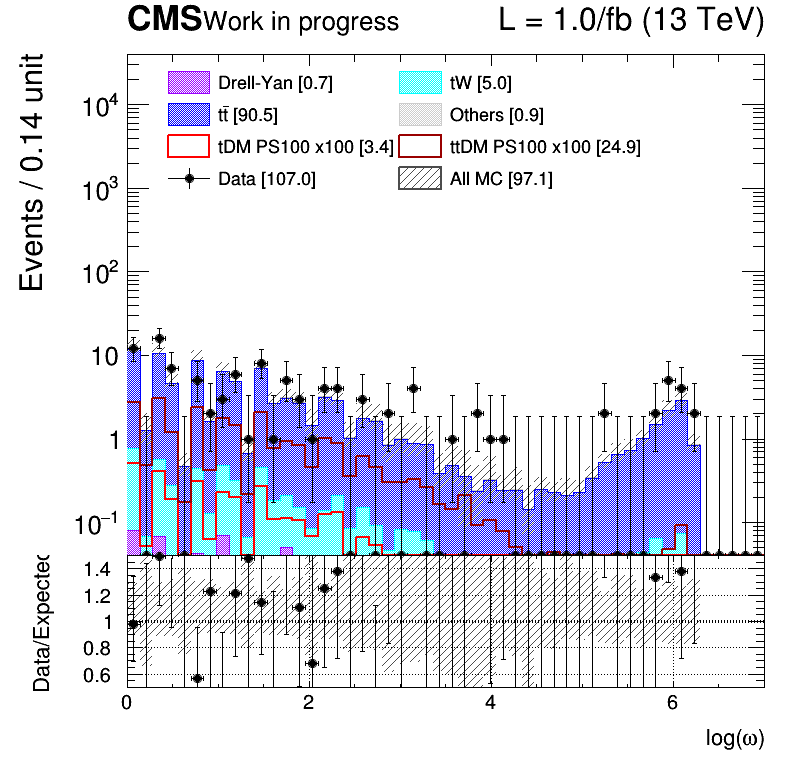 CMS Work in progress L = 1.0/fb (13 TeV)
Events / 0.14 unit
Drell-Yan [0.7] tW [5.0]
tt̄ [90.5] Others [0.9]
tDM PS100 x100 [3.4] ttDM PS100 x100 [24.9]
Data [107.0] All MC [97.1]
10⁴
10³
10²
10
1
10⁻¹
Data/Expected
1.4
1.2
1
0.8
0.6
0 2 4 6
log(ω)